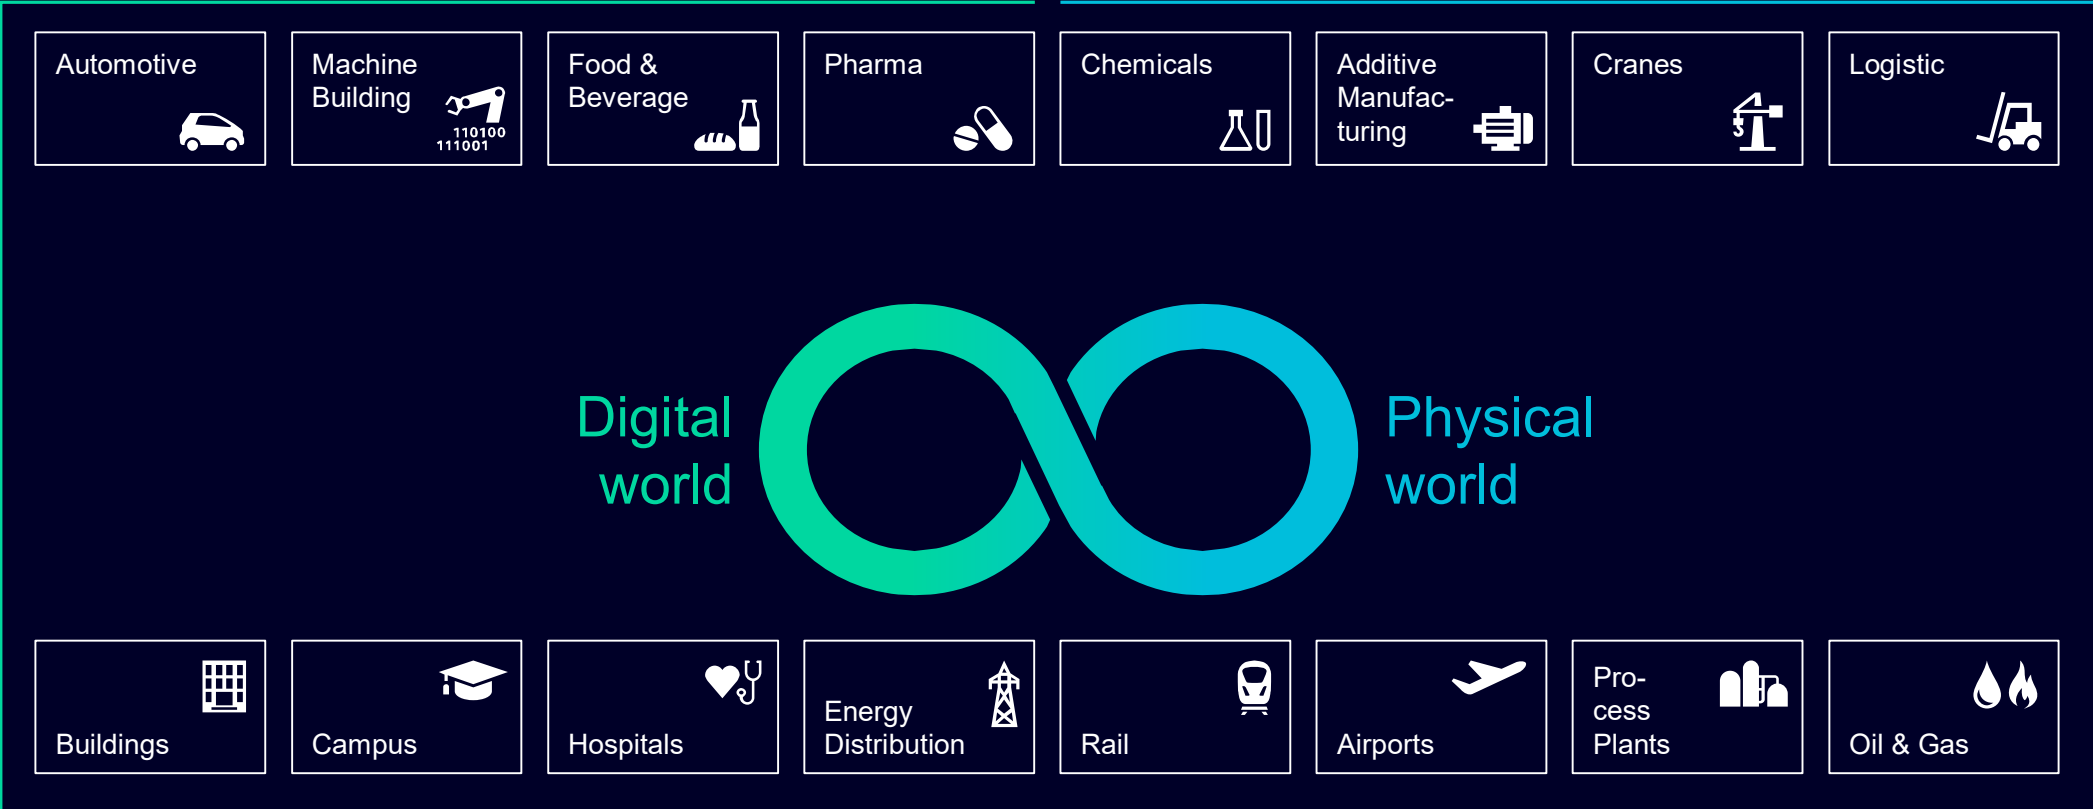 Automotive
Machine
Building
110100
111001
Food &
Beverage
Pharma
Chemicals
Additive
Manufac-
turing
Cranes
Logistic
Digital
world
Physical
world
Buildings
Campus
Hospitals
Energy
Distribution
Rail
Airports
Pro-
cess
Plants
Oil & Gas